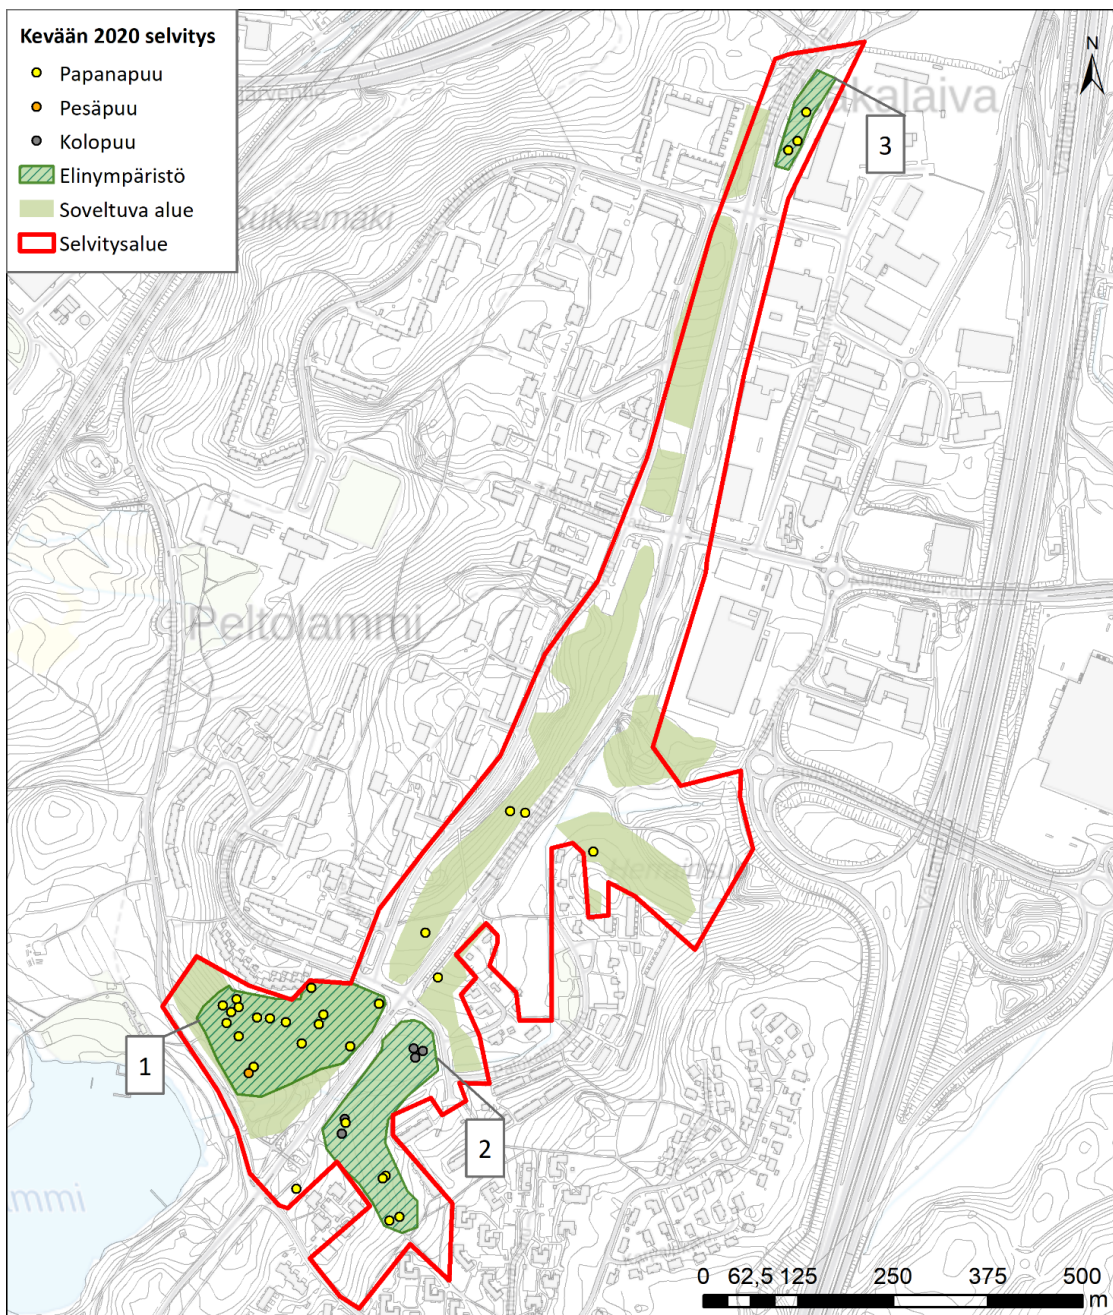 Kevään 2020 selvitys
Papanapuu
Pesäpuu
Kolopuu
Elinympäristö
Soveltuva alue
Selvitysalue
N
3
Peltolammi
1
2
0 62,5 125 250 375 500
m